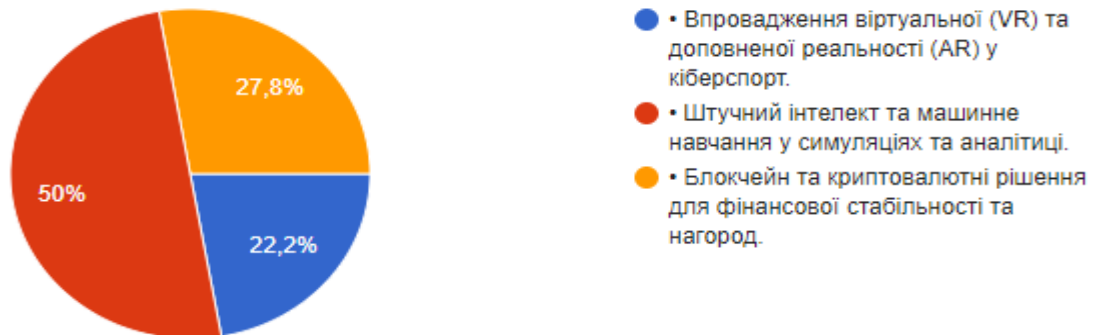 27,8%
50%
22,2%
• Впровадження віртуальної (VR) та
доповненої реальності (AR) у
кіберспорт.
• Штучний інтелект та машинне
навчання у симуляціях та аналітиці.
• Блокчейн та криптовалютні рішення
для фінансової стабільності та
нагород.